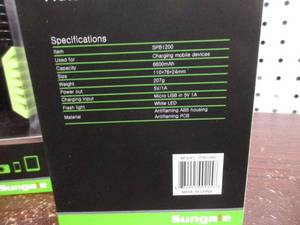 Specifications
Item SPB1200
Used for Charging mobile devices
Capacity 6600mAh
Size 110×76×24mm
Weight 207g
Power out 5V/1A
Charging input Micro USB in 5V 1A
Flash light White LED
Material Antiflaming ABS housing
Antiflaming PCB
Sungale
Sungale